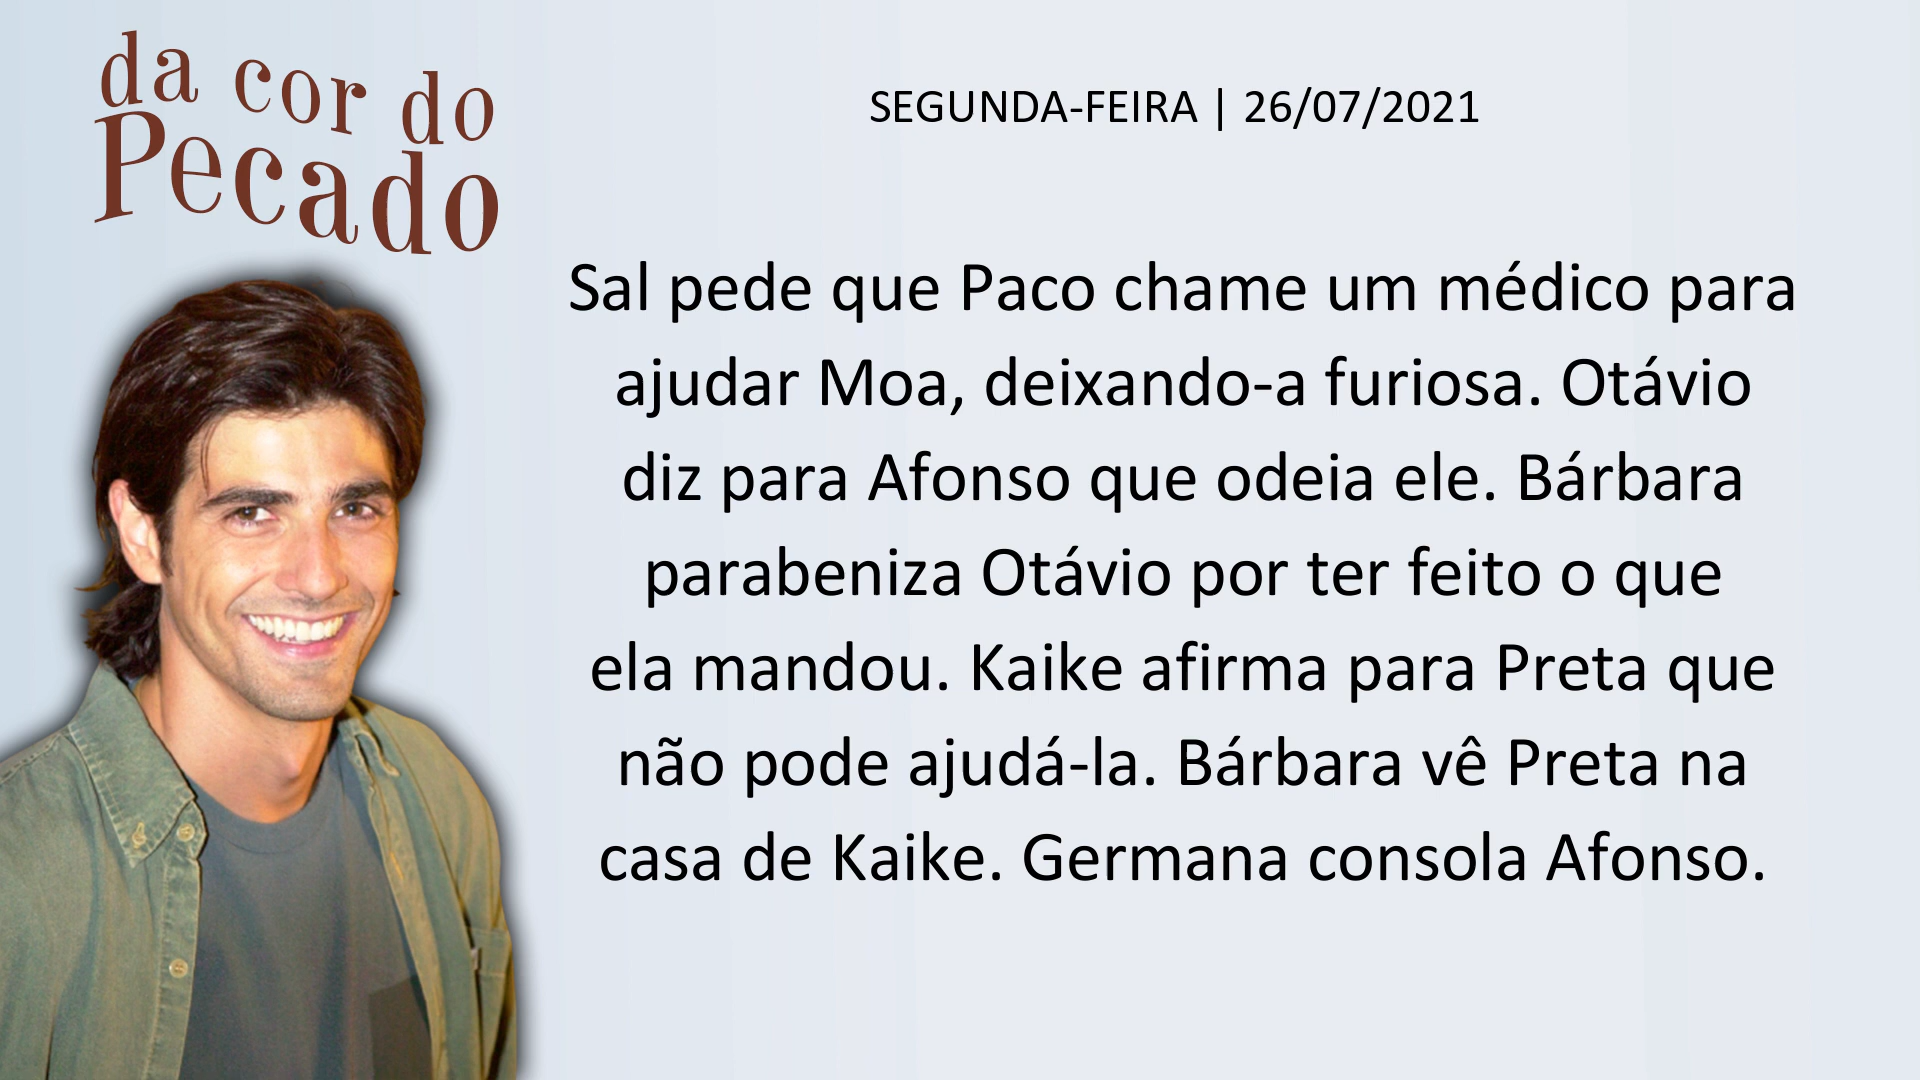 da cor do
Pecado
SEGUNDA-FEIRA | 26/07/2021
Sal pede que Paco chame um médico para
ajudar Moa, deixando-a furiosa. Otávio
diz para Afonso que odeia ele. Bárbara
parabeniza Otávio por ter feito o que
ela mandou. Kaike afirma para Preta que
não pode ajudá-la. Bárbara vê Preta na
casa de Kaike. Germana consola Afonso.